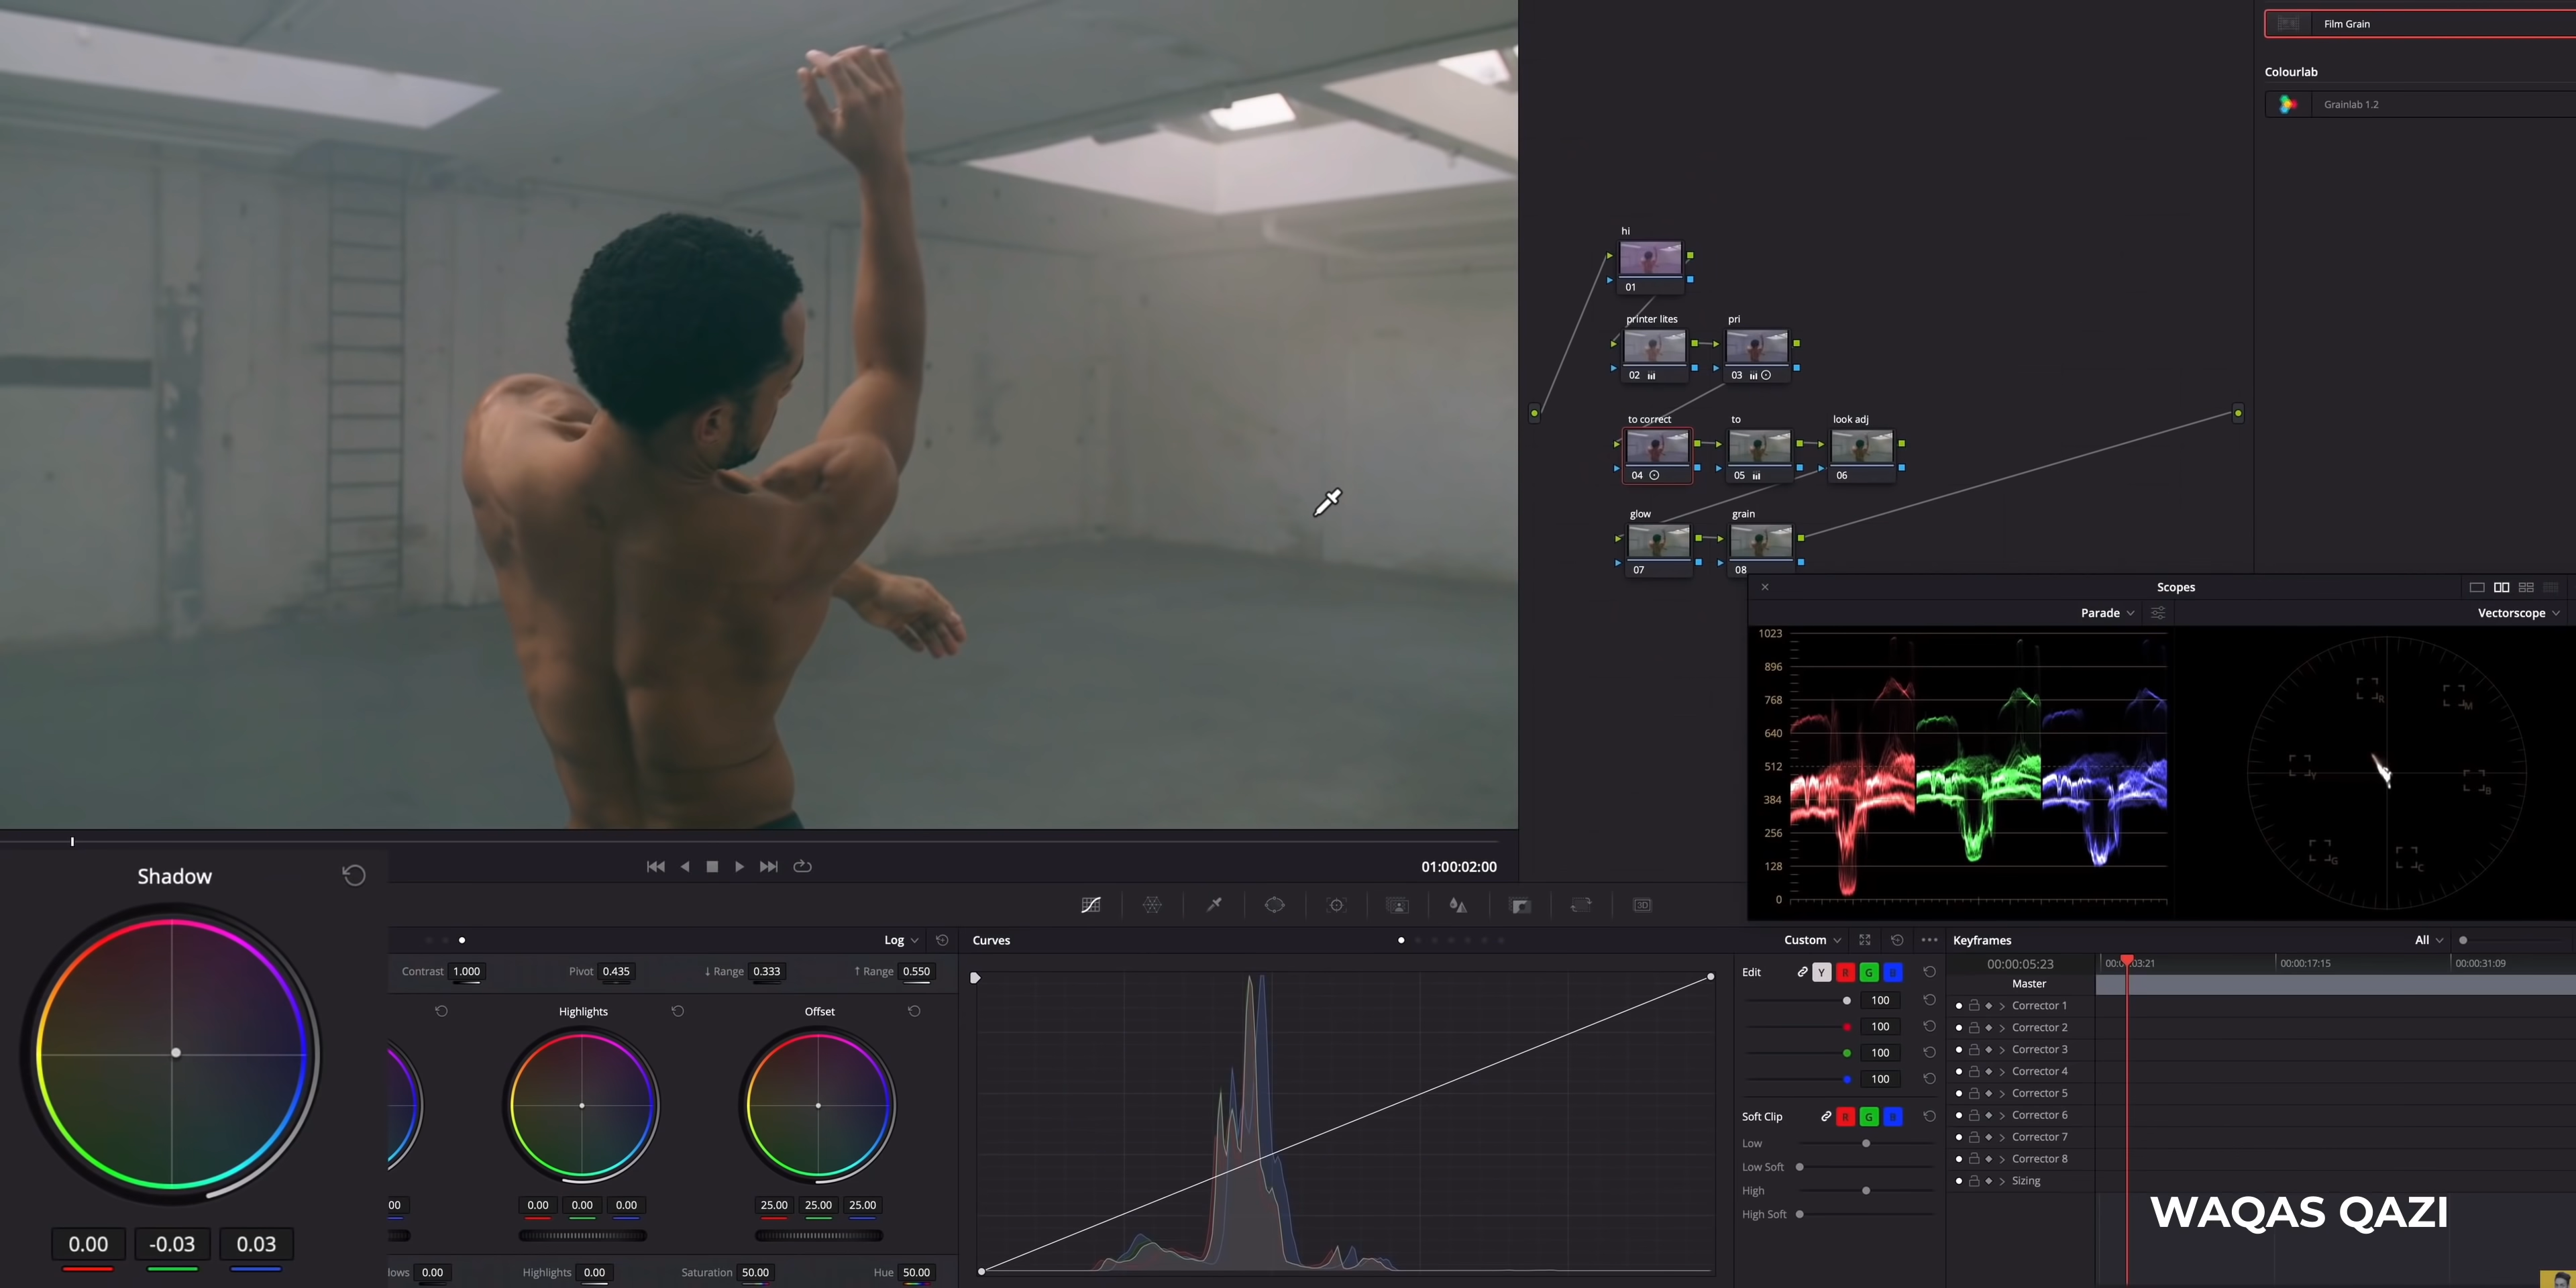 Film Grain
Colourlab
Grainlab 1.2
hi
01
printer lites
pri
02
03
to correct
to
look adj
04
05
06
glow
grain
07
08
Scopes
Parade
Vectorscope
1023
896
768
640
512
384
256
128
0
R
M
Y
B
G
C
01:00:02:00
Shadow
0.00
-0.03
0.03
Log
Contrast 1.000
Pivot 0.435
↓ Range 0.333
↑ Range 0.550
Highlights
Offset
00
0.00 0.00 0.00
25.00 25.00 25.00
lows 0.00
Highlights 0.00
Saturation 50.00
Hue 50.00
Curves
Custom
Edit
Y R G B
100
100
100
100
Soft Clip
R G B
Low
Low Soft
High
High Soft
3D
Keyframes
All
00:00:05:23
03:21
00:00:17:15
00:00:31:09
Master
Corrector 1
Corrector 2
Corrector 3
Corrector 4
Corrector 5
Corrector 6
Corrector 7
Corrector 8
Sizing
WAQAS QAZI